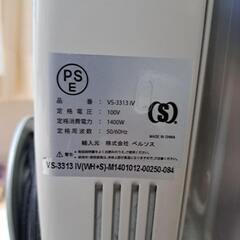 PS
E
品番：VS-3313 IV
定格電圧：100V
定格消費電力：1400W
定格周波数：50/60Hz
輸入元 株式会社 ベルソス
S
MADE IN CHINA
VS-3313 IV(WH+S)-M1401012-00250-084